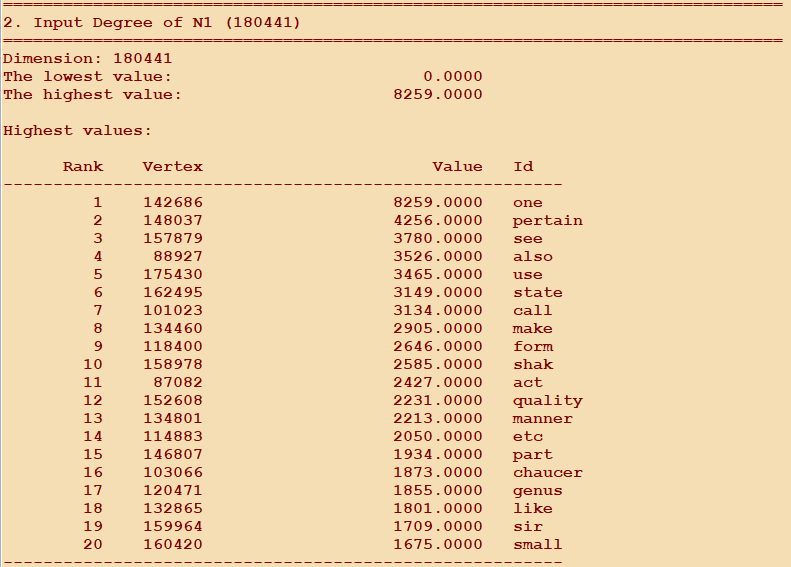 ==============================================================================
2. Input Degree of N1 (180441)
==============================================================================
Dimension: 180441
The lowest value:                         0.0000
The highest value:                     8259.0000

Highest values:

      Rank    Vertex                       Value   Id
--------------------------------------------------------
         1    142686                   8259.0000   one
         2    148037                   4256.0000   pertain
         3    157879                   3780.0000   see
         4     88927                   3526.0000   also
         5    175430                   3465.0000   use
         6    162495                   3149.0000   state
         7    101023                   3134.0000   call
         8    134460                   2905.0000   make
         9    118400                   2646.0000   form
        10    158978                   2585.0000   shak
        11     87082                   2427.0000   act
        12    152608                   2231.0000   quality
        13    134801                   2213.0000   manner
        14    114883                   2050.0000   etc
        15    146807                   1934.0000   part
        16    103066                   1873.0000   chaucer
        17    120471                   1855.0000   genus
        18    132865                   1801.0000   like
        19    159964                   1709.0000   sir
        20    160420                   1675.0000   small
--------------------------------------------------------